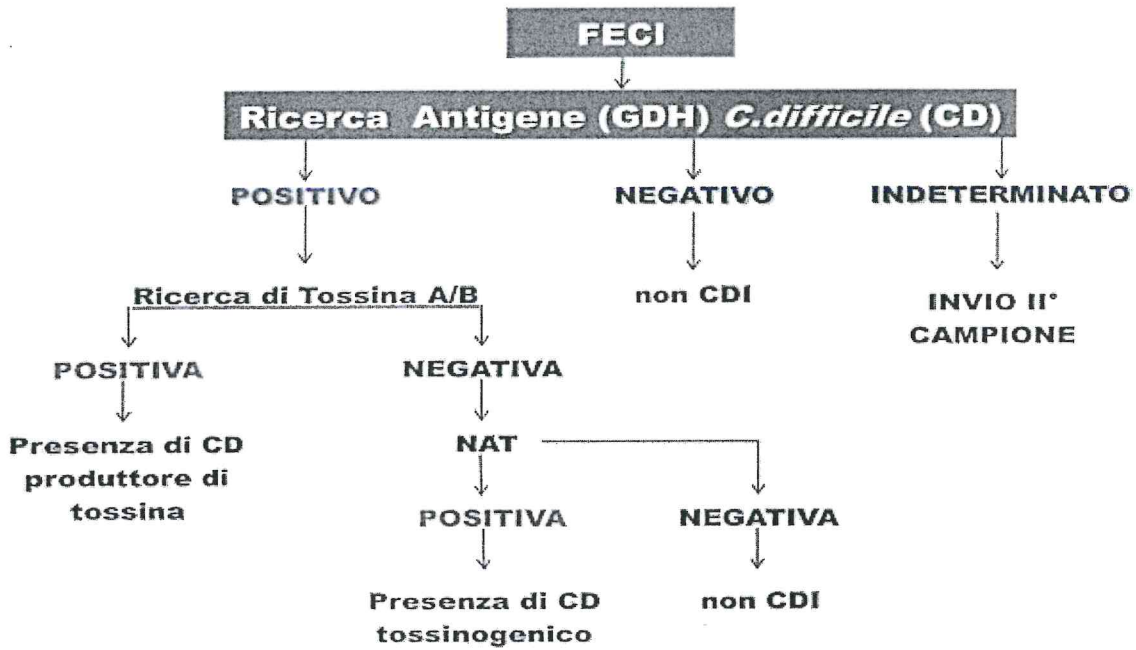 FECI
Ricerca Antigene (GDH) C.difficile (CD)
POSITIVO
NEGATIVO
INDETERMINATO
Ricerca di Tossina A/B
non CDI
INVIO II°
CAMPIONE
POSITIVA
NEGATIVA
Presenza di CD
produttore di
tossina
NAT
POSITIVA
NEGATIVA
Presenza di CD
tossinogenico
non CDI